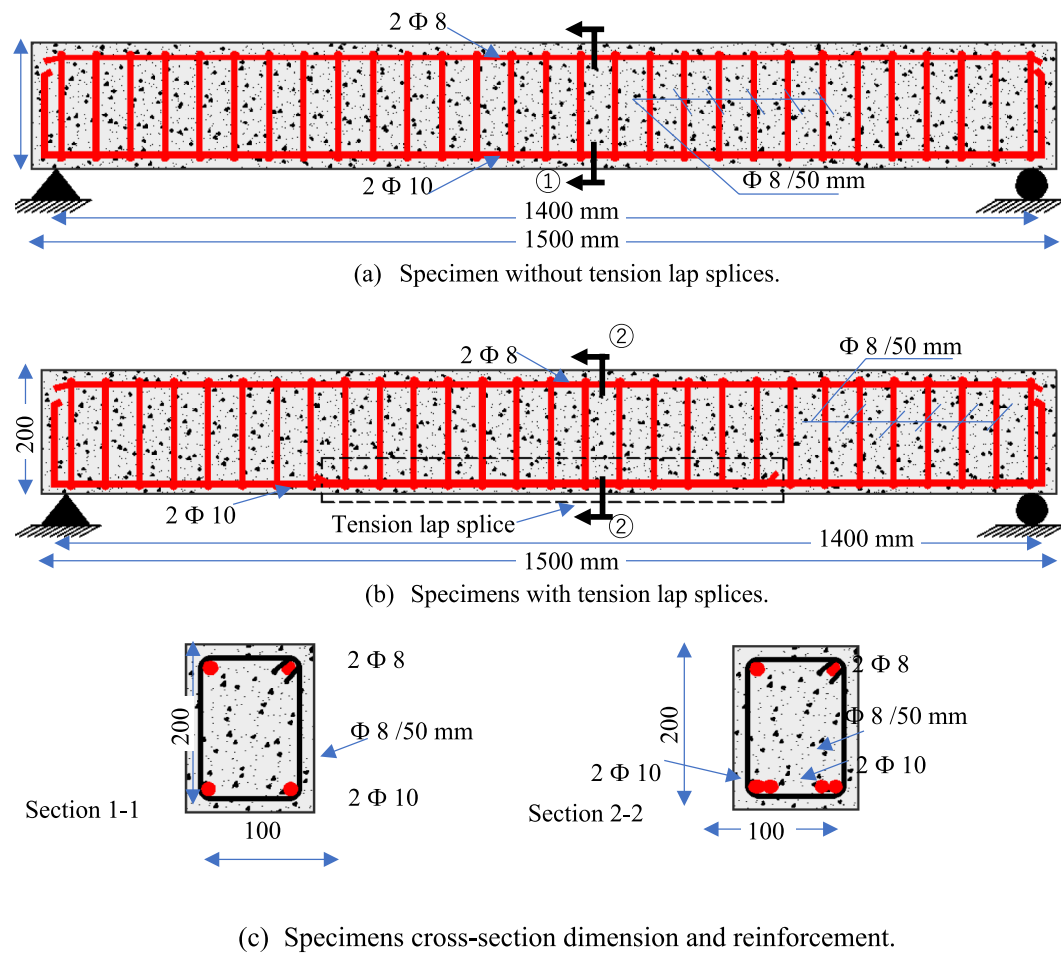 2 Φ 8
2 Φ 10
①
Φ 8 /50 mm
1400 mm
1500 mm
(a) Specimen without tension lap splices.
②
2 Φ 8
Φ 8 /50 mm
200
2 Φ 10
Tension lap splice
②
1400 mm
1500 mm
(b) Specimens with tension lap splices.
2 Φ 8
200
Φ 8 /50 mm
2 Φ 10
Section 1-1
100
2 Φ 8
200
Φ 8 /50 mm
2 Φ 10
2 Φ 10
Section 2-2
100
(c) Specimens cross-section dimension and reinforcement.